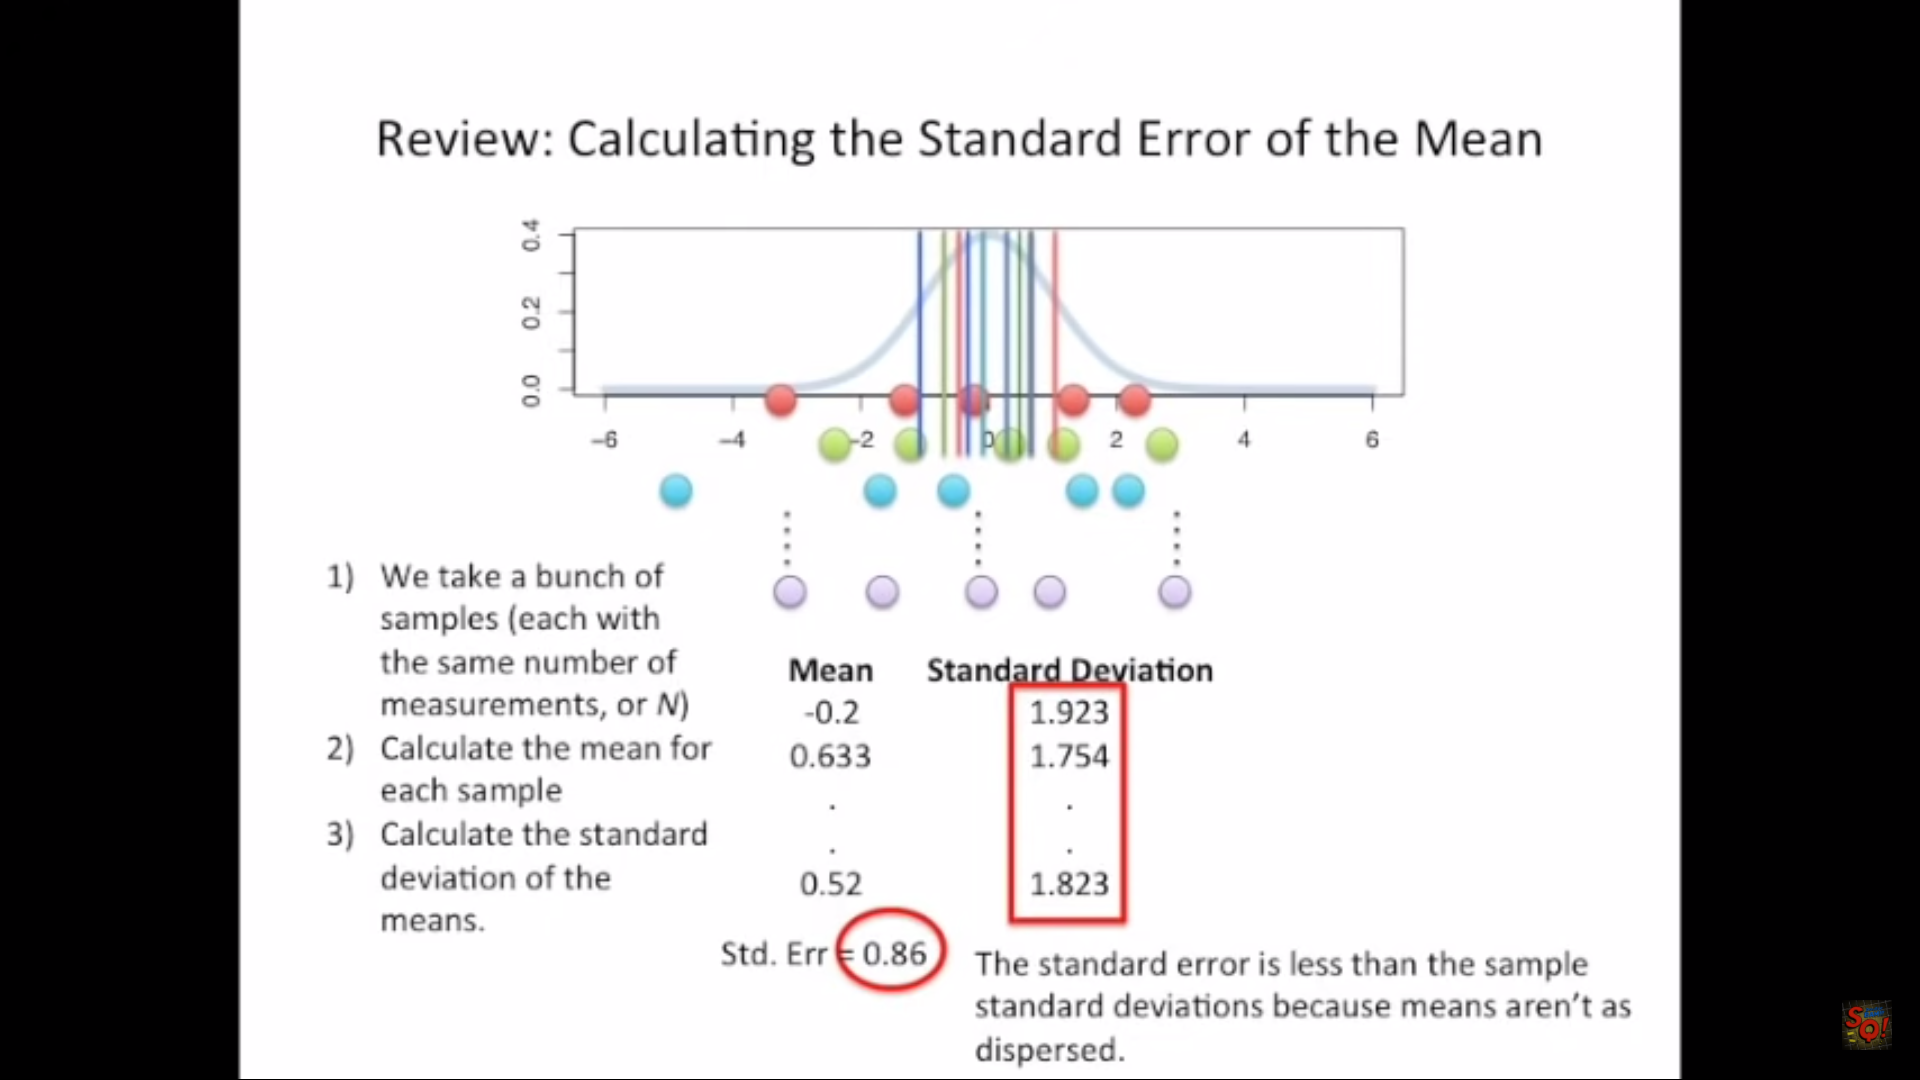 Review: Calculating the Standard Error of the Mean
0.4
0.2
0.0
−6 −4 −2 0 2 4 6
1) We take a bunch of
samples (each with
the same number of
measurements, or N)
2) Calculate the mean for
each sample
3) Calculate the standard
deviation of the
means.
Mean Standard Deviation
-0.2 1.923
0.633 1.754
. .
. .
0.52 1.823
Std. Err = 0.86
The standard error is less than the sample
standard deviations because means aren’t as
dispersed.
SQ!